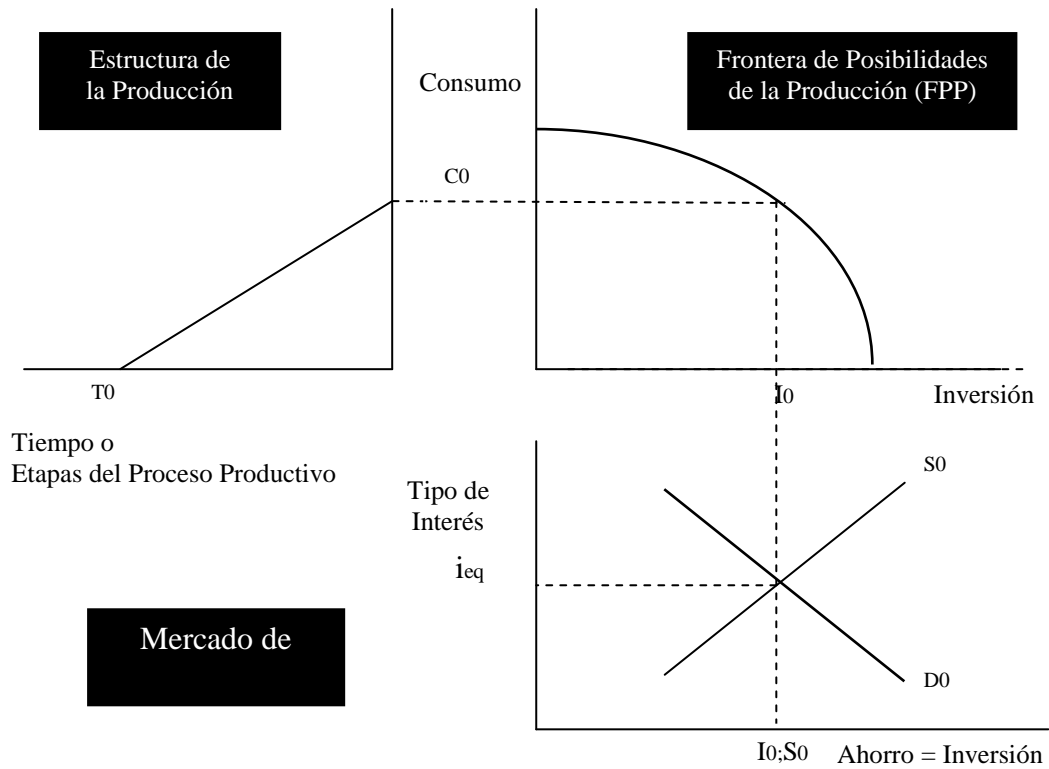 Estructura de
la Producción
Consumo
Frontera de Posibilidades
de la Producción (FPP)
C0
T0
I0
Inversión
Tiempo o
Etapas del Proceso Productivo
Tipo de
Interés
ieq
S0
Mercado de
D0
I0;S0
Ahorro = Inversión